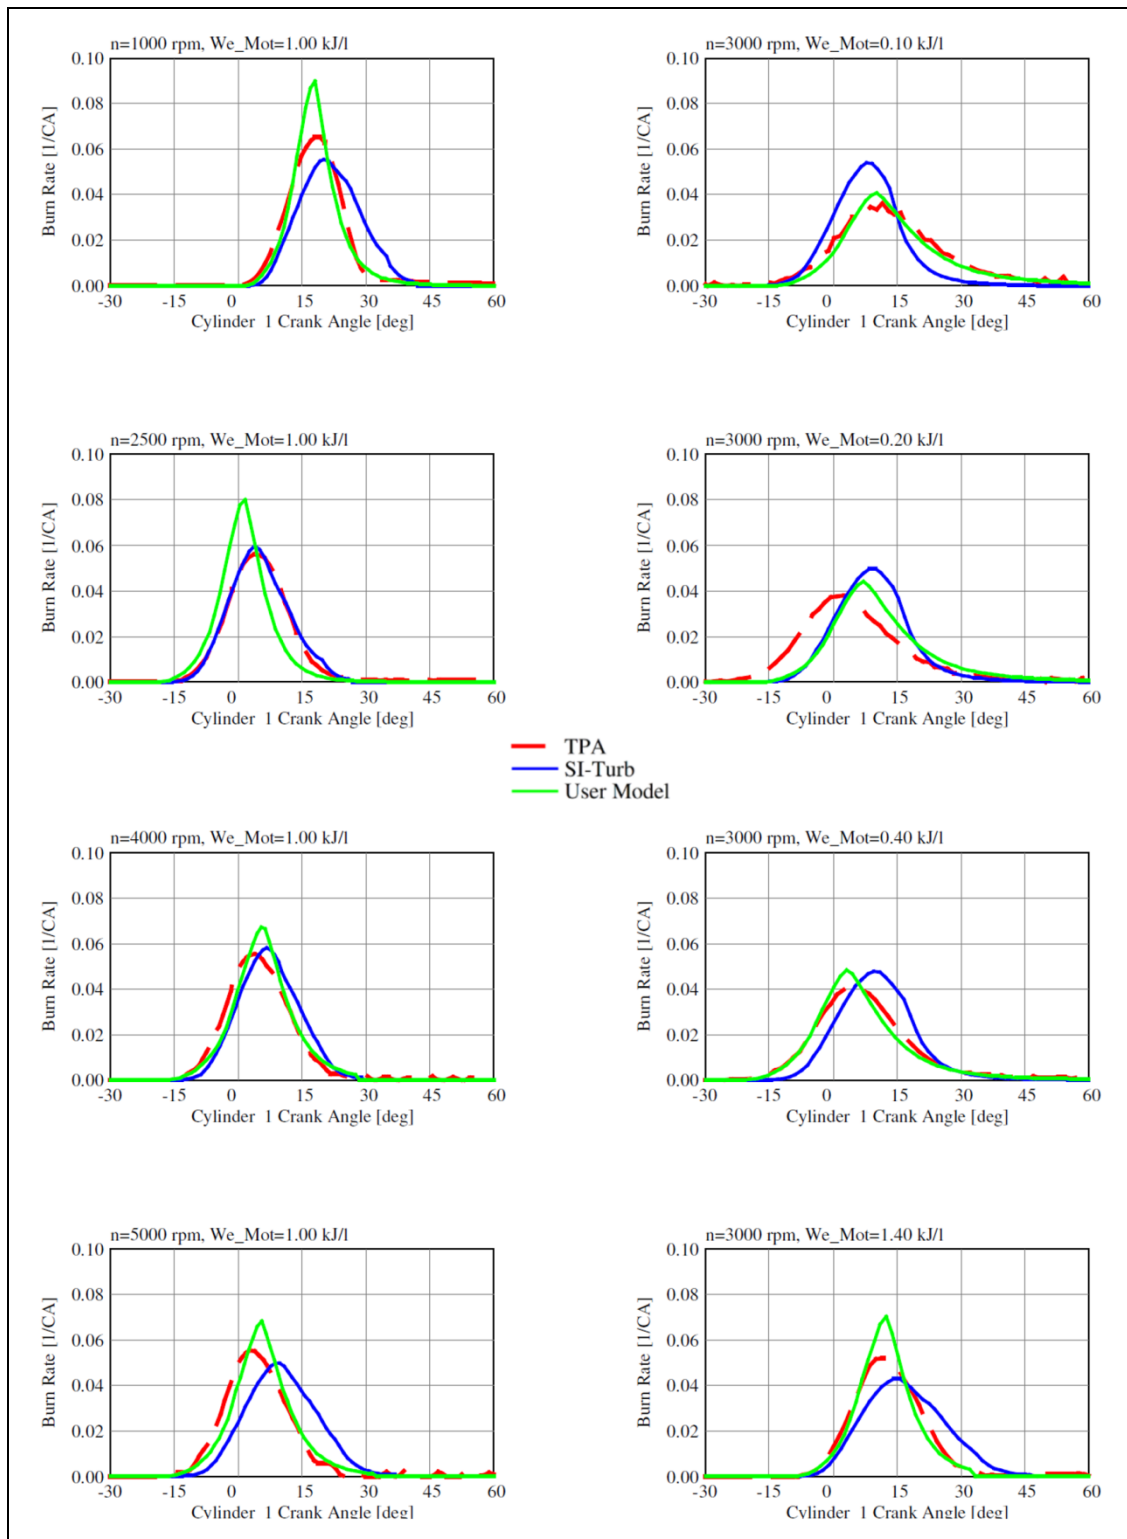 n=1000 rpm, We_Mot=1.00 kJ/l
0.10
0.08
0.06
0.04
0.02
0.00
Burn Rate [1/CA]
-30 -15 0 15 30 45 60
Cylinder 1 Crank Angle [deg]
n=3000 rpm, We_Mot=0.10 kJ/l
0.10
0.08
0.06
0.04
0.02
0.00
Burn Rate [1/CA]
-30 -15 0 15 30 45 60
Cylinder 1 Crank Angle [deg]
n=2500 rpm, We_Mot=1.00 kJ/l
0.10
0.08
0.06
0.04
0.02
0.00
Burn Rate [1/CA]
-30 -15 0 15 30 45 60
Cylinder 1 Crank Angle [deg]
n=3000 rpm, We_Mot=0.20 kJ/l
0.10
0.08
0.06
0.04
0.02
0.00
Burn Rate [1/CA]
-30 -15 0 15 30 45 60
Cylinder 1 Crank Angle [deg]
TPA
SI-Turb
User Model
n=4000 rpm, We_Mot=1.00 kJ/l
0.10
0.08
0.06
0.04
0.02
0.00
Burn Rate [1/CA]
-30 -15 0 15 30 45 60
Cylinder 1 Crank Angle [deg]
n=3000 rpm, We_Mot=0.40 kJ/l
0.10
0.08
0.06
0.04
0.02
0.00
Burn Rate [1/CA]
-30 -15 0 15 30 45 60
Cylinder 1 Crank Angle [deg]
n=5000 rpm, We_Mot=1.00 kJ/l
0.10
0.08
0.06
0.04
0.02
0.00
Burn Rate [1/CA]
-30 -15 0 15 30 45 60
Cylinder 1 Crank Angle [deg]
n=3000 rpm, We_Mot=1.40 kJ/l
0.10
0.08
0.06
0.04
0.02
0.00
Burn Rate [1/CA]
-30 -15 0 15 30 45 60
Cylinder 1 Crank Angle [deg]